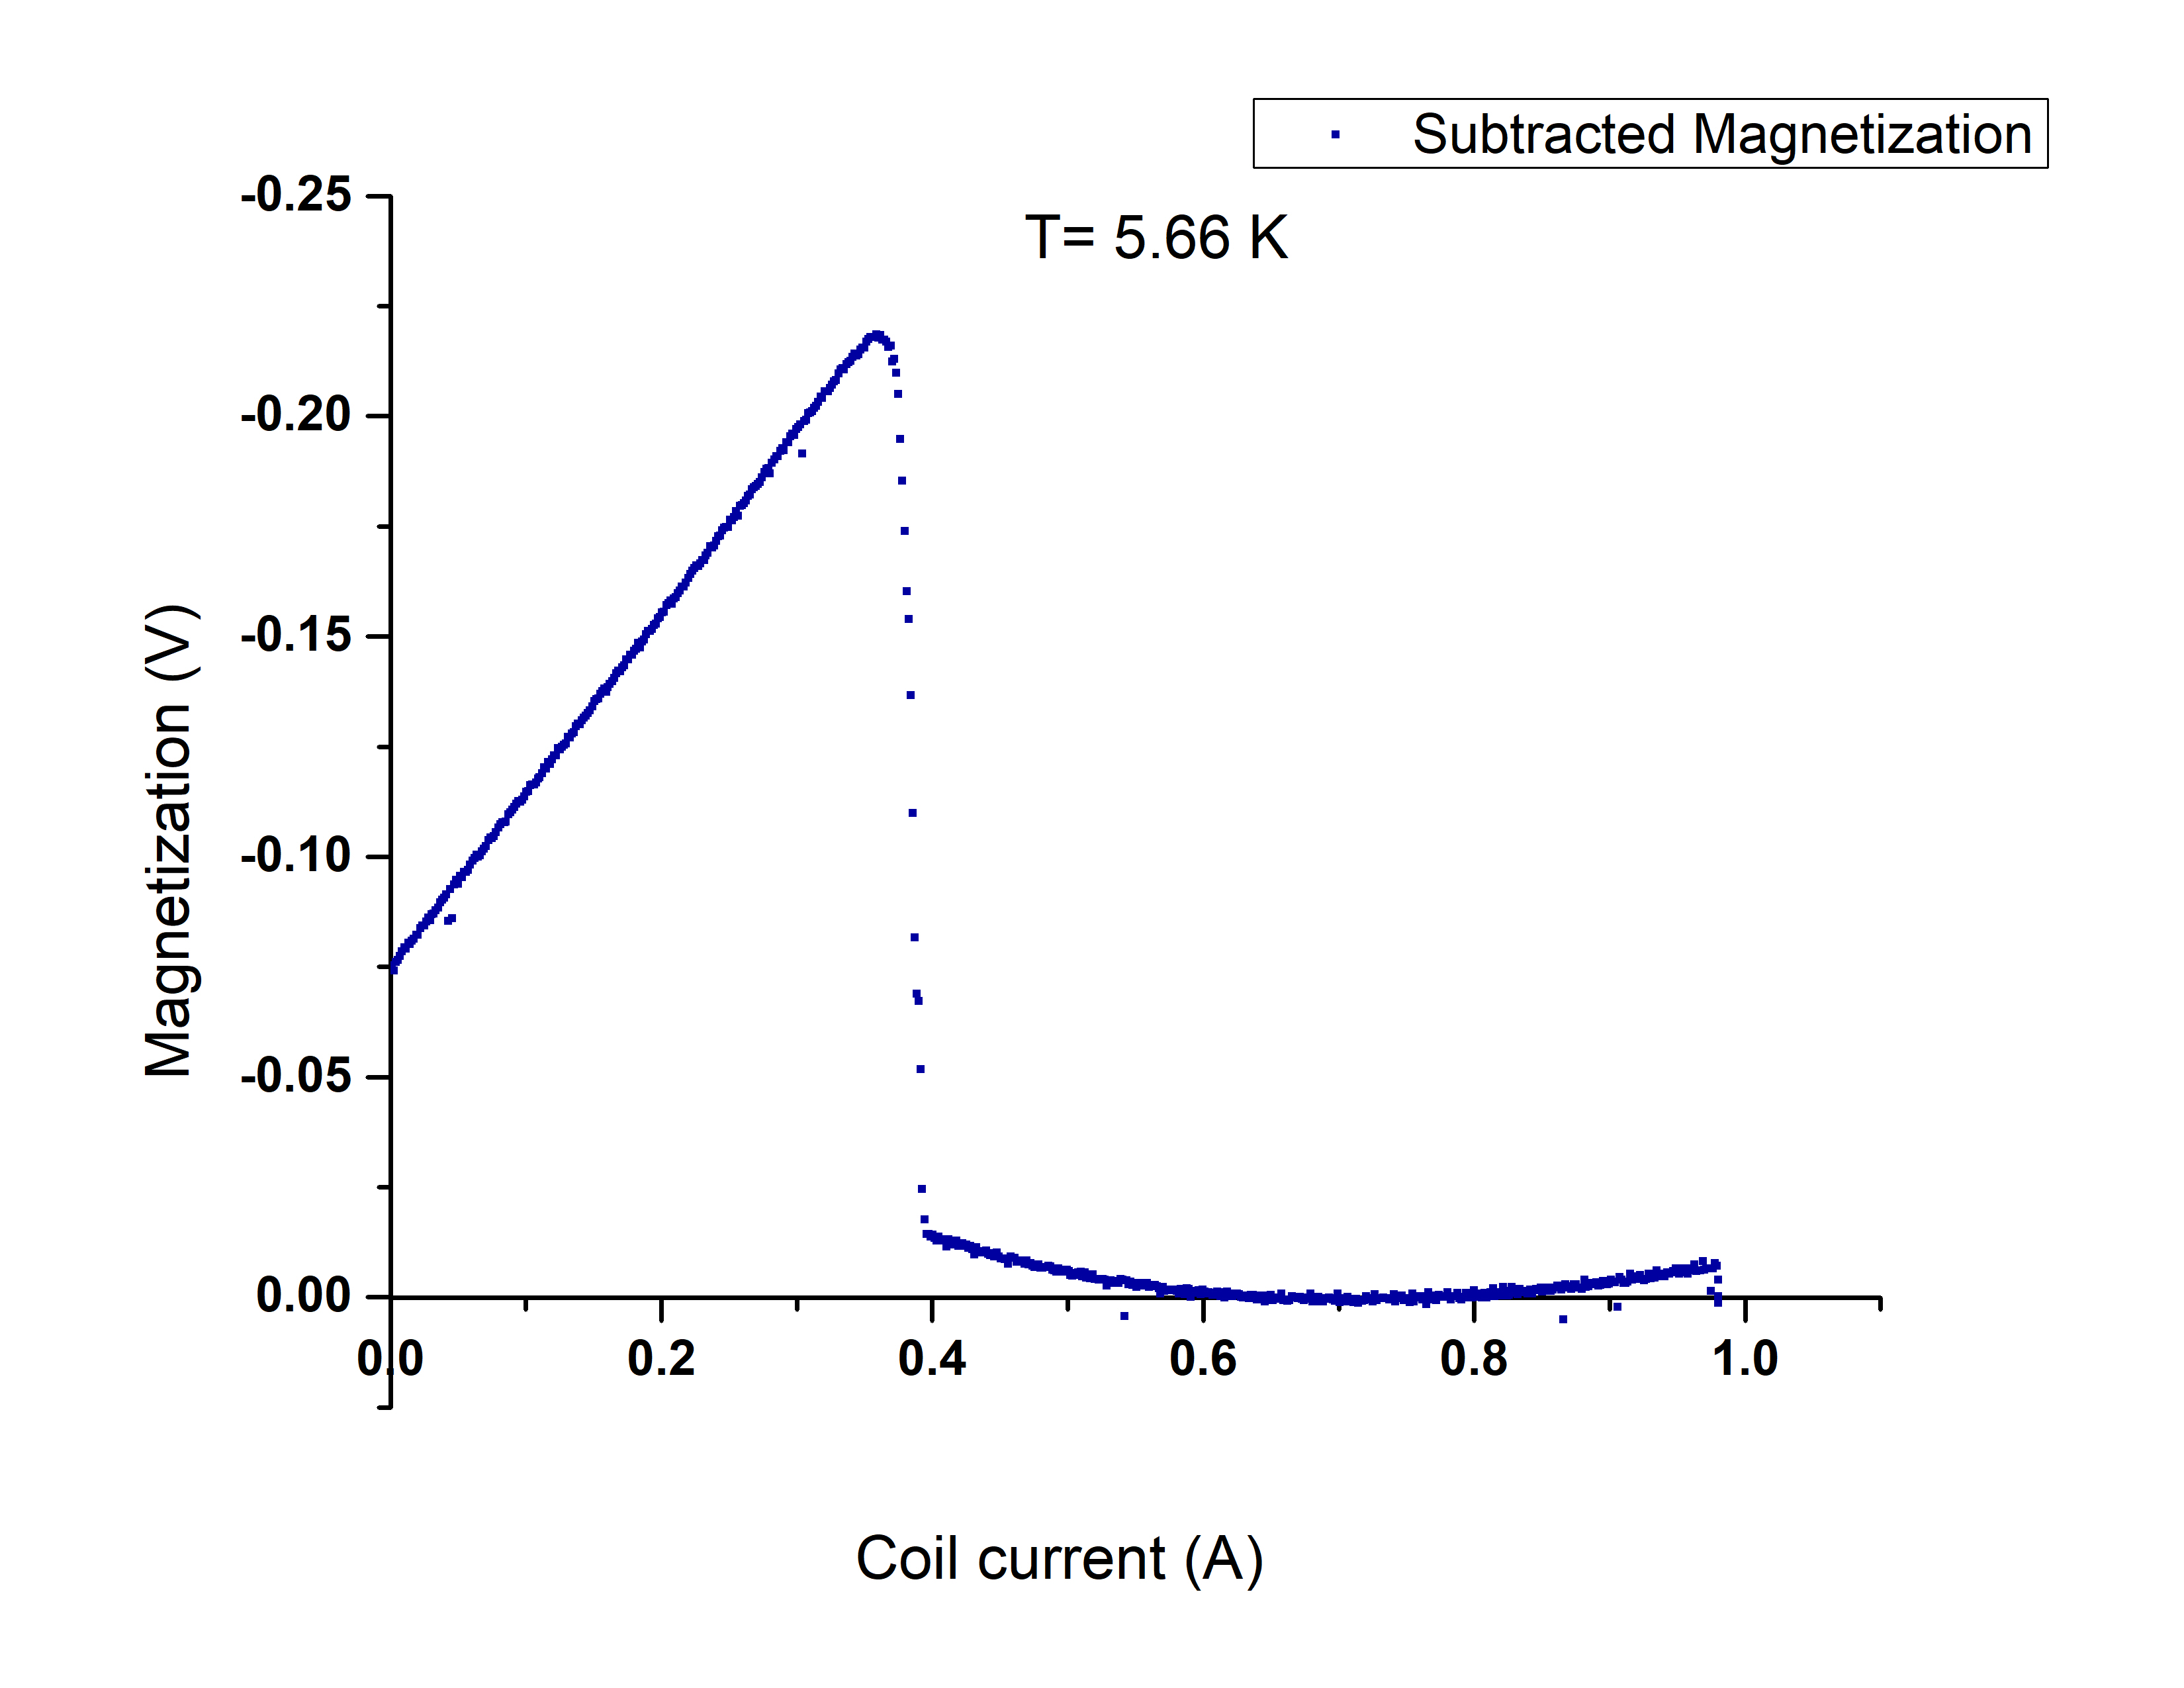 Subtracted Magnetization
T= 5.66 K
-0.25
-0.20
-0.15
-0.10
-0.05
0.00
Magnetization (V)
0.0 0.2 0.4 0.6 0.8 1.0
Coil current (A)